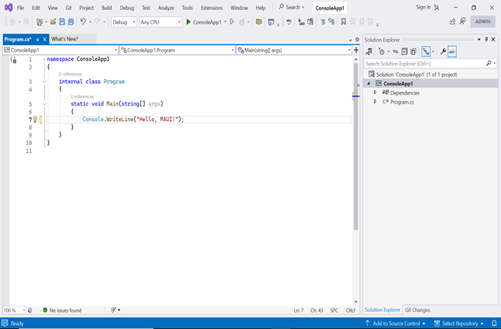 File Edit View Git Project Build Debug Test Analyze Tools Extensions Window Help Search ConsoleApp1 Sign in
Debug Any CPU ConsoleApp1 ADMIN
Program.cs* What's New?
ConsoleApp1 ConsoleApp1.Program Main(string[] args)
1 namespace ConsoleApp1
2 {
0 references
3 internal class Program
4 {
0 references
5 static void Main(string[] args)
6 {
7 Console.WriteLine("Hello, MAUI!");
8 }
9 }
10 }
11
100 % No issues found Ln: 7 Ch: 43 SPC CRLF
Solution Explorer
Search Solution Explorer (Ctrl+;)
Solution 'ConsoleApp1' (1 of 1 project)
ConsoleApp1
Dependencies
C# Program.cs
Solution Explorer Git Changes
Ready Add to Source Control Select Repository